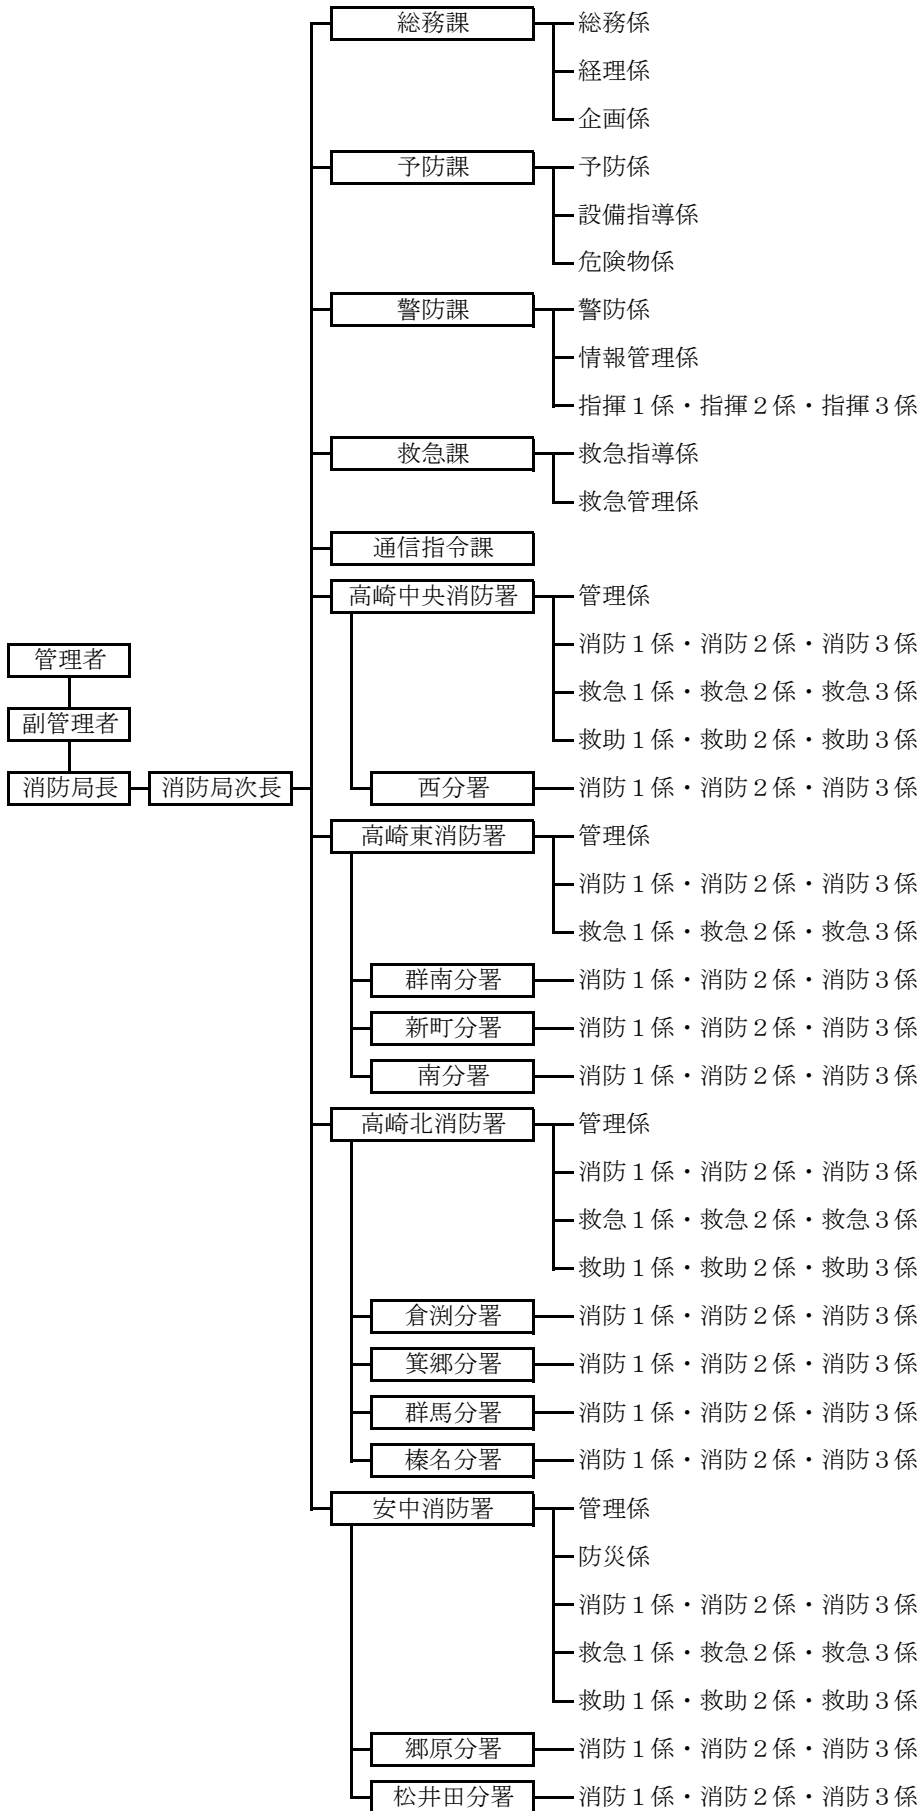 総務課 総務係
経理係
企画係
予防課 予防係
設備指導係
危険物係
警防課 警防係
情報管理係
指揮１係・指揮２係・指揮３係
救急課 救急指導係
救急管理係
通信指令課
高崎中央消防署 管理係
消防１係・消防２係・消防３係
管理者
救急１係・救急２係・救急３係
副管理者
救助１係・救助２係・救助３係
消防局長 消防局次長 西分署 消防１係・消防２係・消防３係
高崎東消防署 管理係
消防１係・消防２係・消防３係
救急１係・救急２係・救急３係
群南分署 消防１係・消防２係・消防３係
新町分署 消防１係・消防２係・消防３係
南分署 消防１係・消防２係・消防３係
高崎北消防署 管理係
消防１係・消防２係・消防３係
救急１係・救急２係・救急３係
救助１係・救助２係・救助３係
倉渕分署 消防１係・消防２係・消防３係
箕郷分署 消防１係・消防２係・消防３係
群馬分署 消防１係・消防２係・消防３係
榛名分署 消防１係・消防２係・消防３係
安中消防署 管理係
防災係
消防１係・消防２係・消防３係
救急１係・救急２係・救急３係
救助１係・救助２係・救助３係
郷原分署 消防１係・消防２係・消防３係
松井田分署 消防１係・消防２係・消防３係